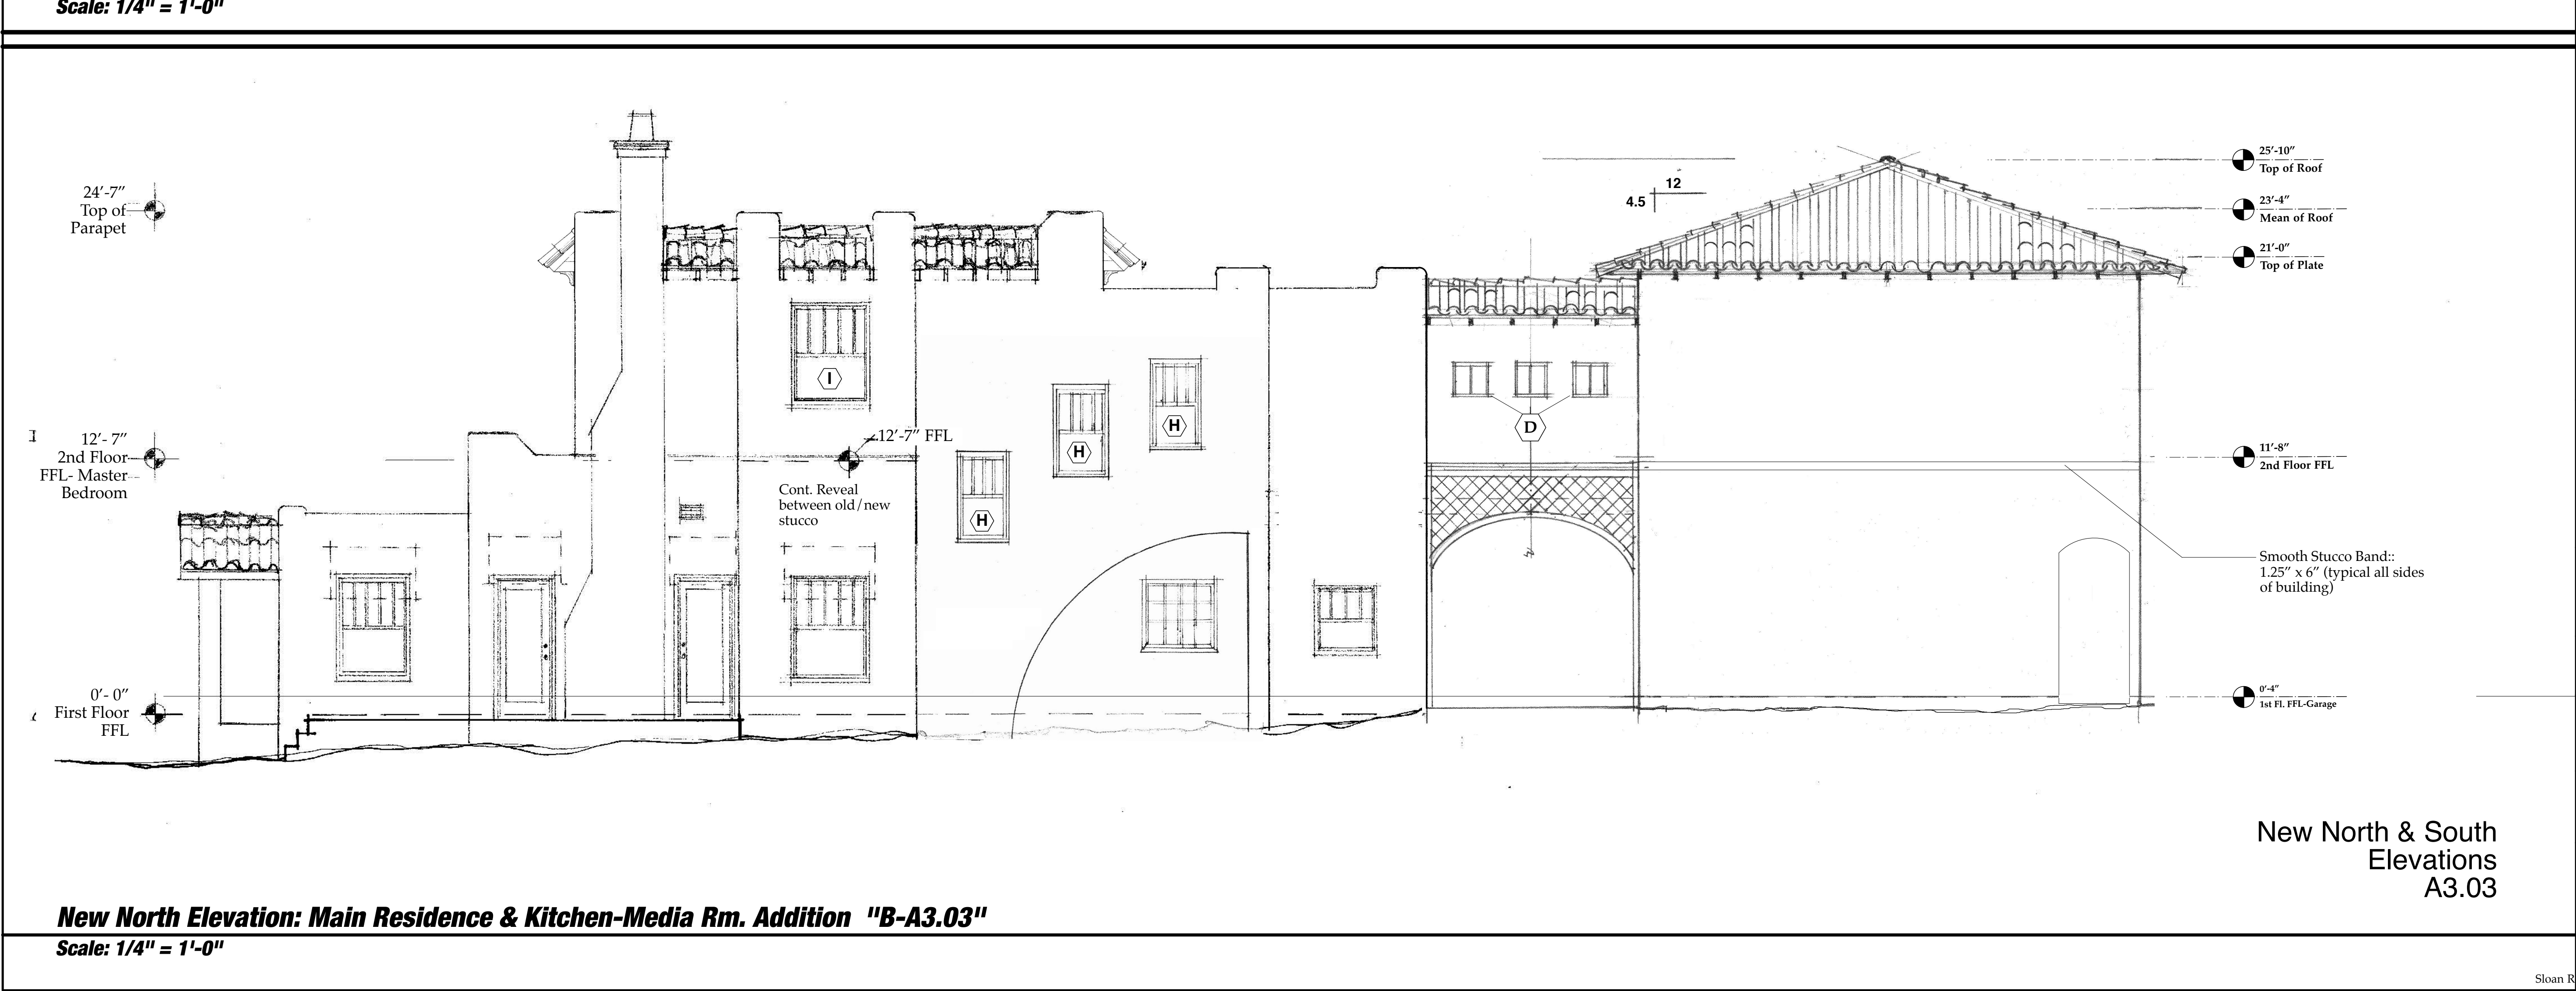 Scale: 1/4" = 1'-0"
24'-7"
Top of
Parapet
12'- 7"
2nd Floor
FFL- Master
Bedroom
0'- 0"
First Floor
FFL
I
12'-7" FFL
Cont. Reveal
between old/new
stucco
H
H
H
D
12
4.5
25'-10"
Top of Roof
23'-4"
Mean of Roof
21'-0"
Top of Plate
11'-8"
2nd Floor FFL
Smooth Stucco Band::
1.25" x 6" (typical all sides
of building)
0'-4"
1st Fl. FFL-Garage
New North & South
Elevations
A3.03
New North Elevation: Main Residence & Kitchen-Media Rm. Addition "B-A3.03"
Scale: 1/4" = 1'-0"
Sloan R